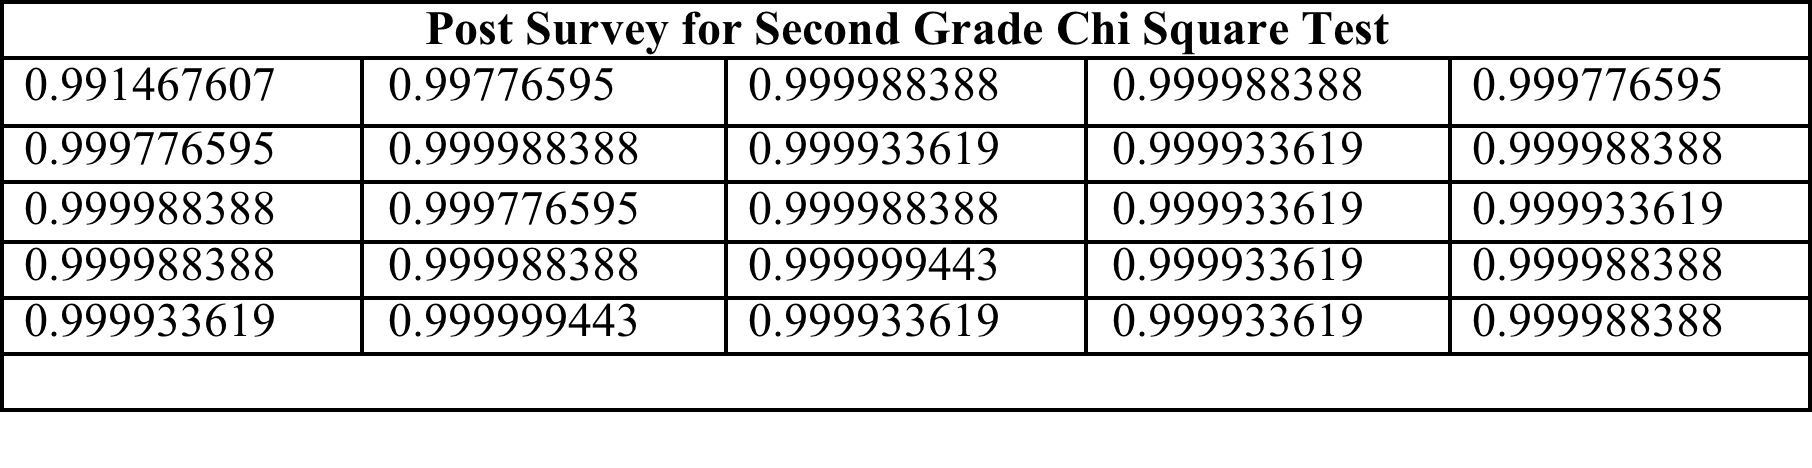 Post Survey for Second Grade Chi Square Test
0.991467607 0.99776595 0.999988388 0.999988388 0.999776595
0.999776595 0.999988388 0.999933619 0.999933619 0.999988388
0.999988388 0.999776595 0.999988388 0.999933619 0.999933619
0.999988388 0.999988388 0.999999443 0.999933619 0.999988388
0.999933619 0.999999443 0.999933619 0.999933619 0.999988388